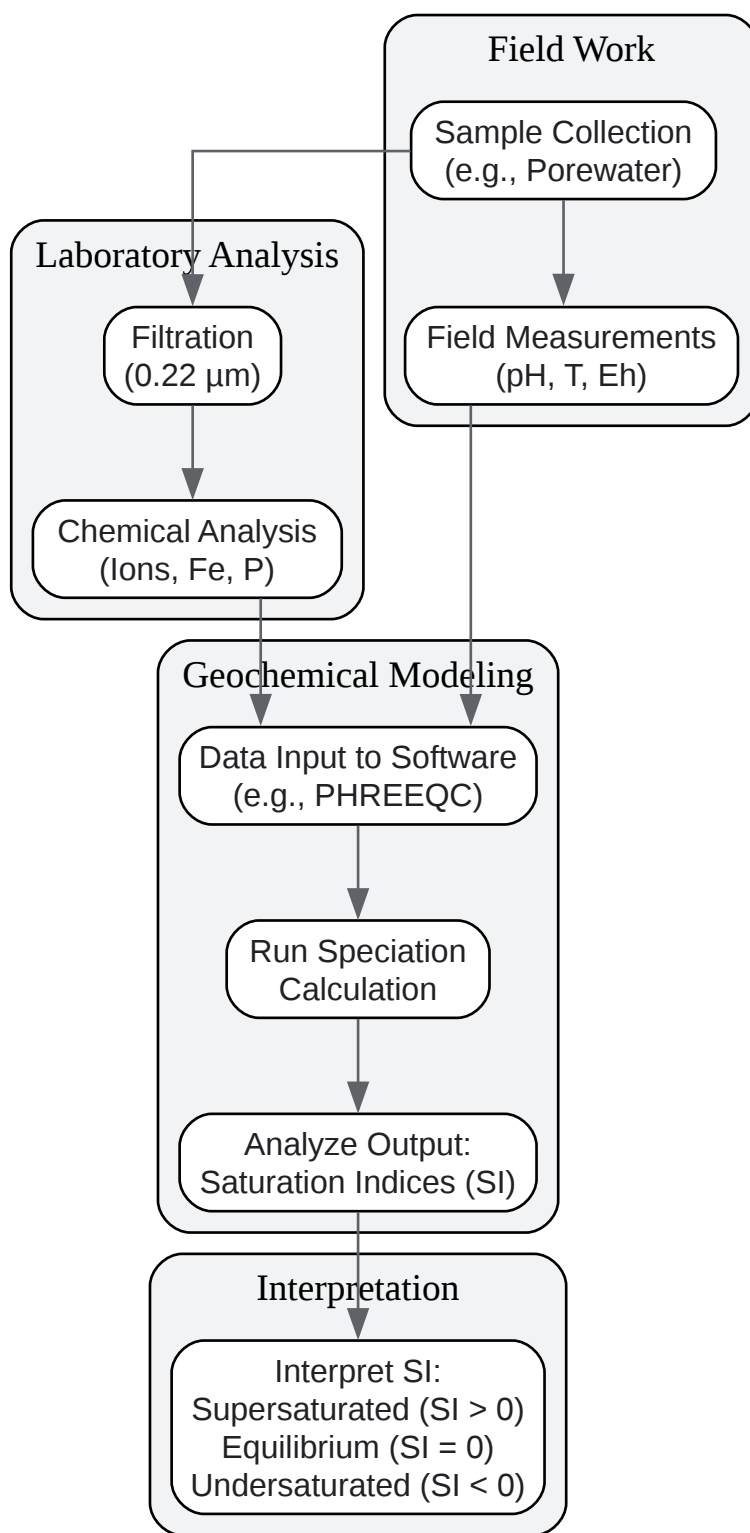 Field Work
Sample Collection
(e.g., Porewater)
Laboratory Analysis
Filtration
(0.22 µm)
Field Measurements
(pH, T, Eh)
Chemical Analysis
(Ions, Fe, P)
Geochemical Modeling
Data Input to Software
(e.g., PHREEQC)
Run Speciation
Calculation
Analyze Output:
Saturation Indices (SI)
Interpretation
Interpret SI:
Supersaturated (SI > 0)
Equilibrium (SI = 0)
Undersaturated (SI < 0)